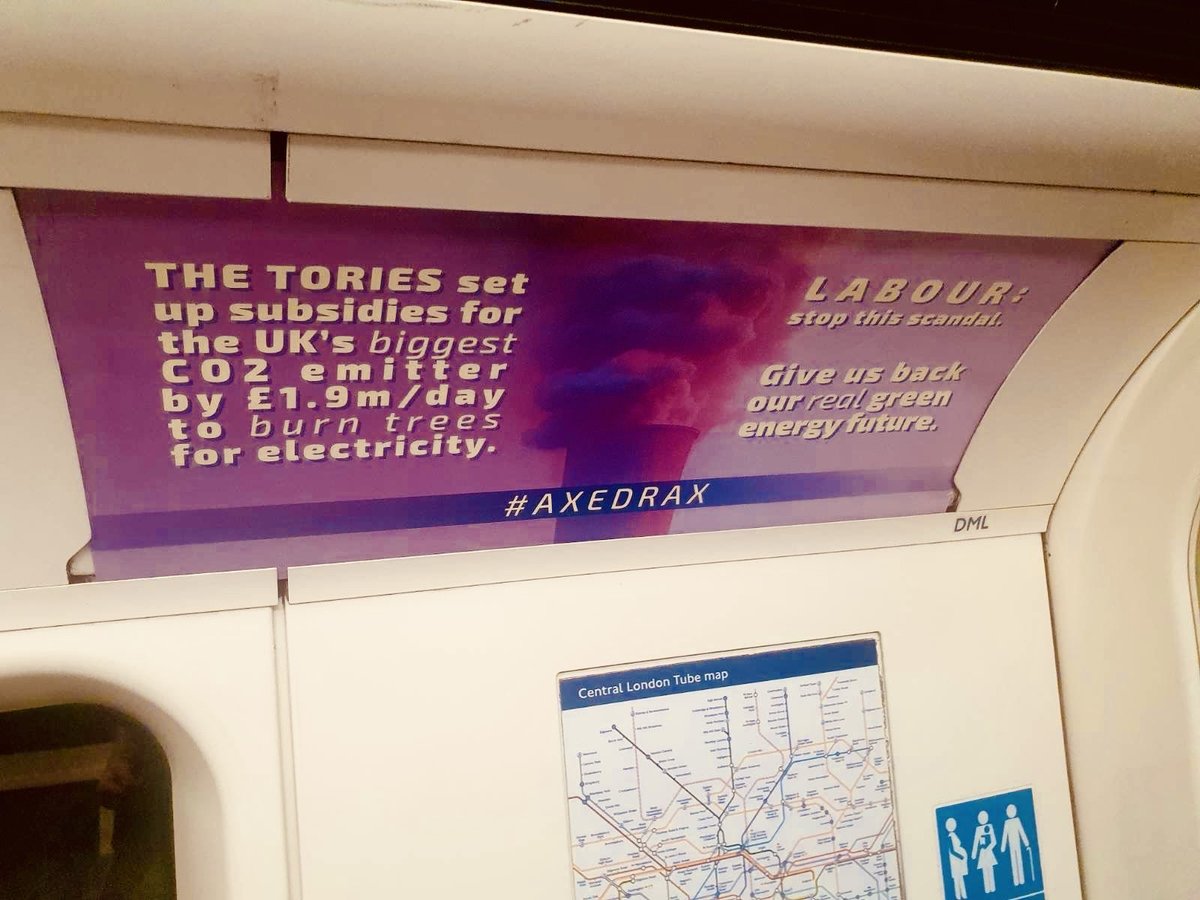 THE TORIES set
up subsidies for
the UK's biggest
CO2 emitter
by £1.9m/day
to burn trees
for electricity.
LABOUR:
stop this scandal.
Give us back
our real green
energy future.
#AXEDRAX
DML
Central London Tube map